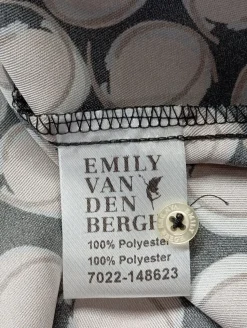 EMILY
VAN
DEN
BERGH
100% Polyester
100% Polyester
7022-148623